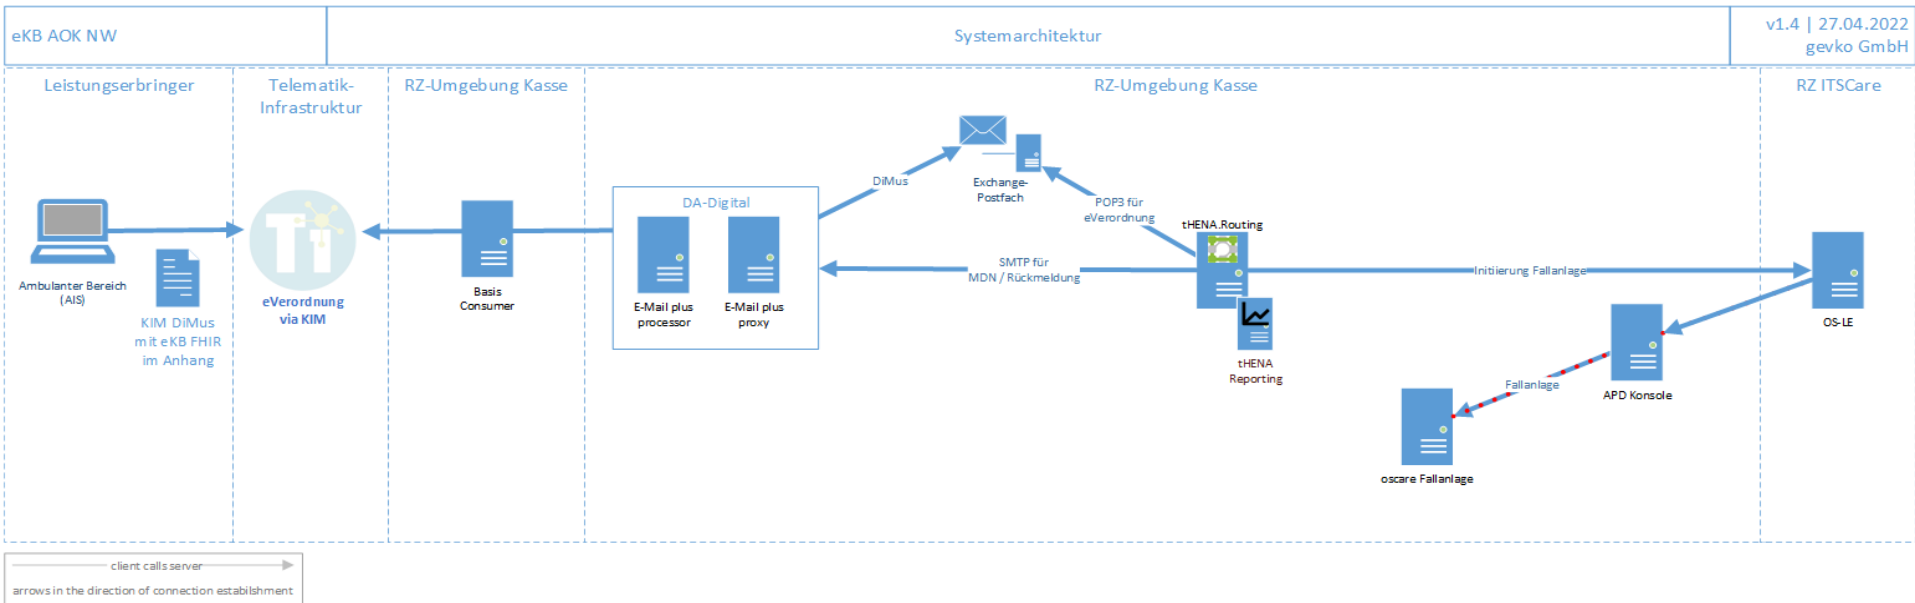 eKB AOK NW
Systemarchitektur
v1.4 | 27.04.2022
gevko GmbH
Leistungserbringer
Telematik-
Infrastruktur
RZ-Umgebung Kasse
RZ-Umgebung Kasse
RZ ITSCare
Ambulanter Bereich
(AIS)
KIM DiMus
mit eKB FHIR
im Anhang
TI
eVerordnung
via KIM
Basis
Consumer
DA-Digital
E-Mail plus
processor
E-Mail plus
proxy
DiMus
Exchange-
Postfach
POP3 für
eVerordnung
SMTP für
MDN / Rückmeldung
tHENA.Routing
tHENA
Reporting
Initiierung Fallanlage
OS-LE
APD Konsole
Fallanlage
oscare Fallanlage
client calls server
arrows in the direction of connection estabilshment